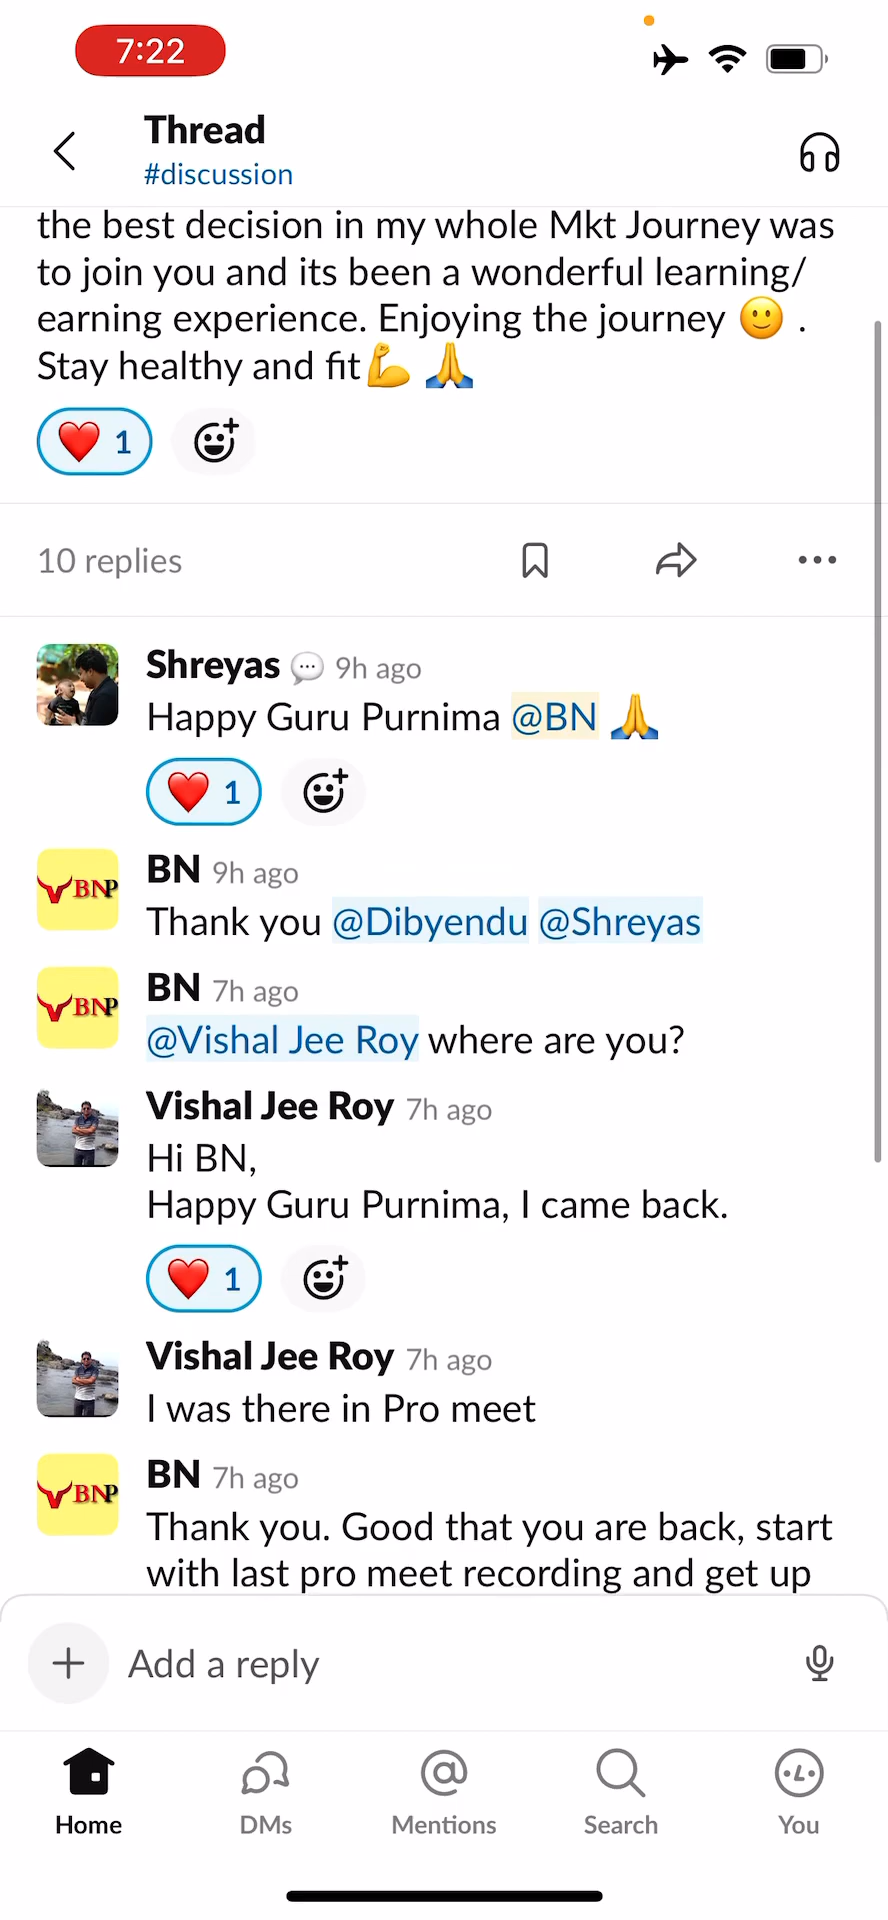 7:22
Thread
#discussion
the best decision in my whole Mkt Journey was
to join you and its been a wonderful learning/
earning experience. Enjoying the journey 🙂 .
Stay healthy and fit💪 🙏
❤️ 1
10 replies
Shreyas 💬 9h ago
Happy Guru Purnima @BN 🙏
❤️ 1
BNP
BN 9h ago
Thank you @Dibyendu @Shreyas
BNP
BN 7h ago
@Vishal Jee Roy where are you?
Vishal Jee Roy 7h ago
Hi BN,
Happy Guru Purnima, I came back.
❤️ 1
Vishal Jee Roy 7h ago
I was there in Pro meet
BNP
BN 7h ago
Thank you. Good that you are back, start
with last pro meet recording and get up
Add a reply
Home DMs Mentions Search You